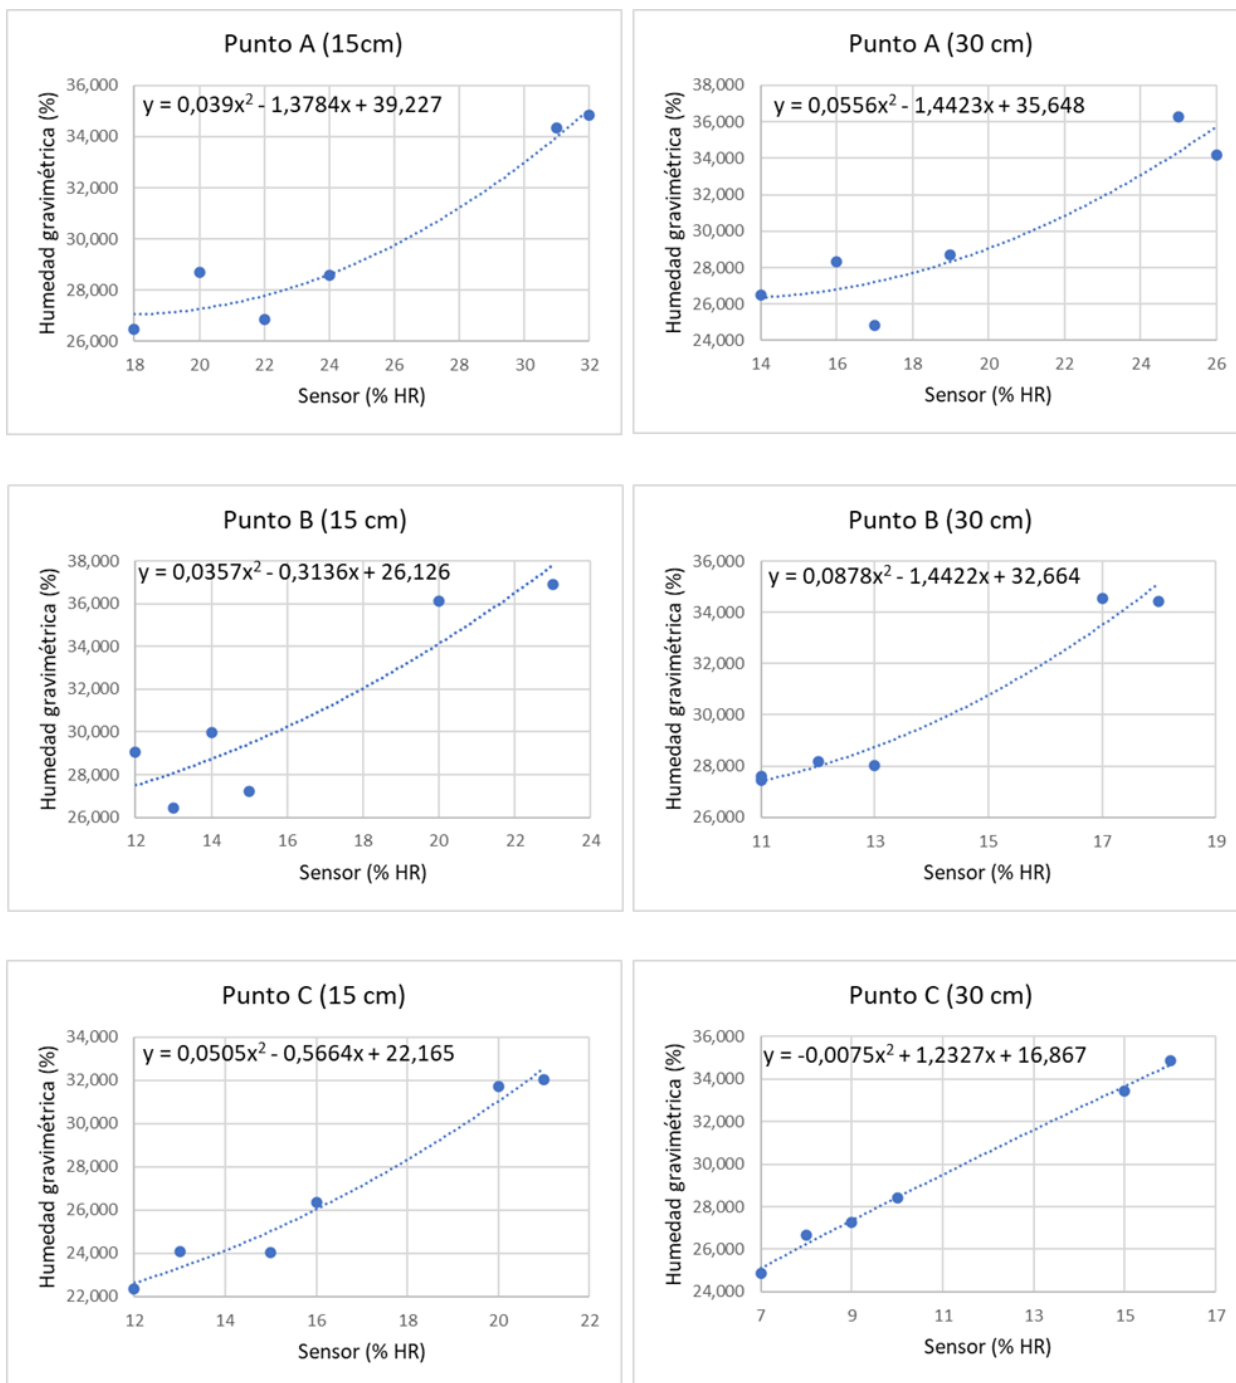 Punto A (15cm)
y = 0,039x² - 1,3784x + 39,227
Humedad gravimétrica (%)
36,000
34,000
32,000
30,000
28,000
26,000
18 20 22 24 26 28 30 32
Sensor (% HR)
Punto A (30 cm)
y = 0,0556x² - 1,4423x + 35,648
Humedad gravimétrica (%)
38,000
36,000
34,000
32,000
30,000
28,000
26,000
24,000
14 16 18 20 22 24 26
Sensor (% HR)
Punto B (15 cm)
y = 0,0357x² - 0,3136x + 26,126
Humedad gravimétrica (%)
38,000
36,000
34,000
32,000
30,000
28,000
26,000
12 14 16 18 20 22 24
Sensor (% HR)
Punto B (30 cm)
y = 0,0878x² - 1,4422x + 32,664
Humedad gravimétrica (%)
36,000
34,000
32,000
30,000
28,000
26,000
11 13 15 17 19
Sensor (% HR)
Punto C (15 cm)
y = 0,0505x² - 0,5664x + 22,165
Humedad gravimétrica (%)
34,000
32,000
30,000
28,000
26,000
24,000
22,000
12 14 16 18 20 22
Sensor (% HR)
Punto C (30 cm)
y = -0,0075x² + 1,2327x + 16,867
Humedad gravimétrica (%)
36,000
34,000
32,000
30,000
28,000
26,000
24,000
7 9 11 13 15 17
Sensor (% HR)